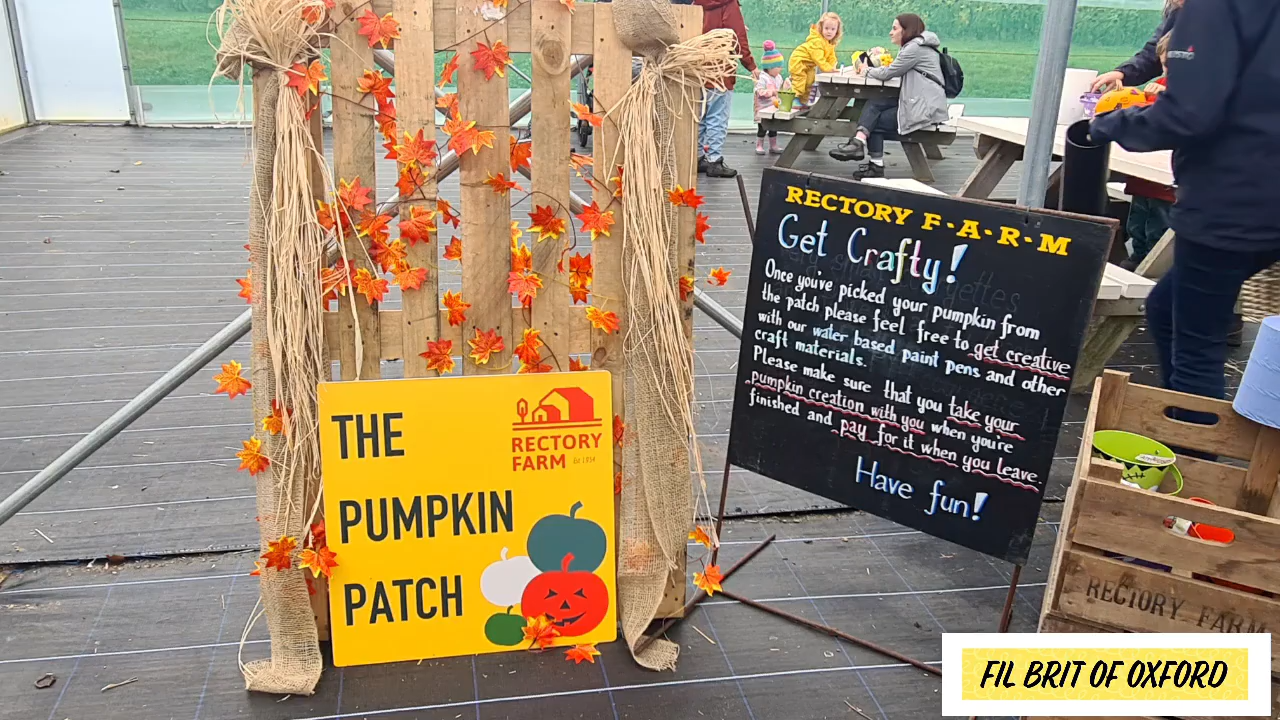 THE
PUMPKIN
PATCH
RECTORY
FARM
RECTORY F·A·R·M
Get Crafty!
Once you've picked your pumpkin from
the patch please feel free to get creative
with our water based paint pens and other
craft materials.
Please make sure that you take your
pumpkin creation with you when you're
finished and pay for it when you leave.
Have fun!
RECTORY FARM
FIL BRIT OF OXFORD